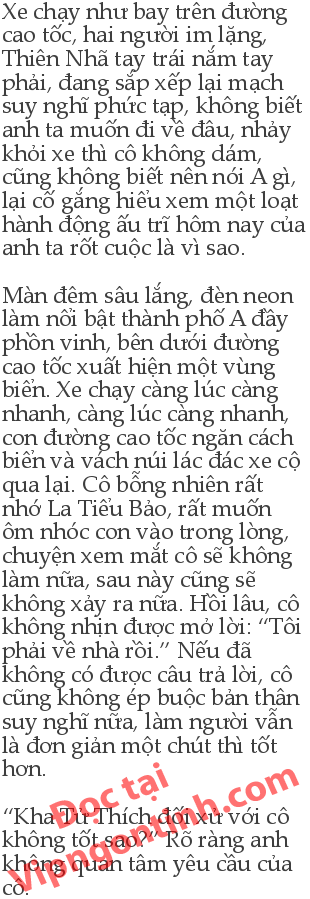 Xe chạy như bay trên đường
cao tốc, hai người im lặng,
Thiên Nhã tay trái nắm tay
phải, đang sắp xếp lại mạch
suy nghĩ phức tạp, không biết
anh ta muốn đi về đâu, nhảy
khỏi xe thì cô không dám,
cũng không biết nên nói A gì,
lại cố gắng hiểu xem một loạt
hành động ấu trĩ hôm nay của
anh ta rốt cuộc là vì sao.
Màn đêm sâu lắng, đèn neon
làm nổi bật thành phố A đầy
phồn vinh, bên dưới đường
cao tốc xuất hiện một vùng
biển. Xe chạy càng lúc càng
nhanh, càng lúc càng nhanh,
con đường cao tốc ngăn cách
biển và vách núi lác đác xe cộ
qua lại. Cô bỗng nhiên rất
nhớ La Tiểu Bảo, rất muốn
ôm nhóc con vào trong lòng,
chuyện xem mắt cô sẽ không
làm nữa, sau này cũng sẽ
không xảy ra nữa. Hồi lâu, cô
không nhịn được mở lời: “Tôi
phải về nhà rồi.” Nếu đã
không có được câu trả lời, cô
cũng không ép buộc bản thân
suy nghĩ nữa, làm người vẫn
là đơn giản một chút thì tốt
hơn.
“Kha Tử Thích đối xử với cô
không tốt sao?” Rõ ràng anh
không quan tâm yêu cầu của
cô.
Đọc tại
Vipngontinh.com